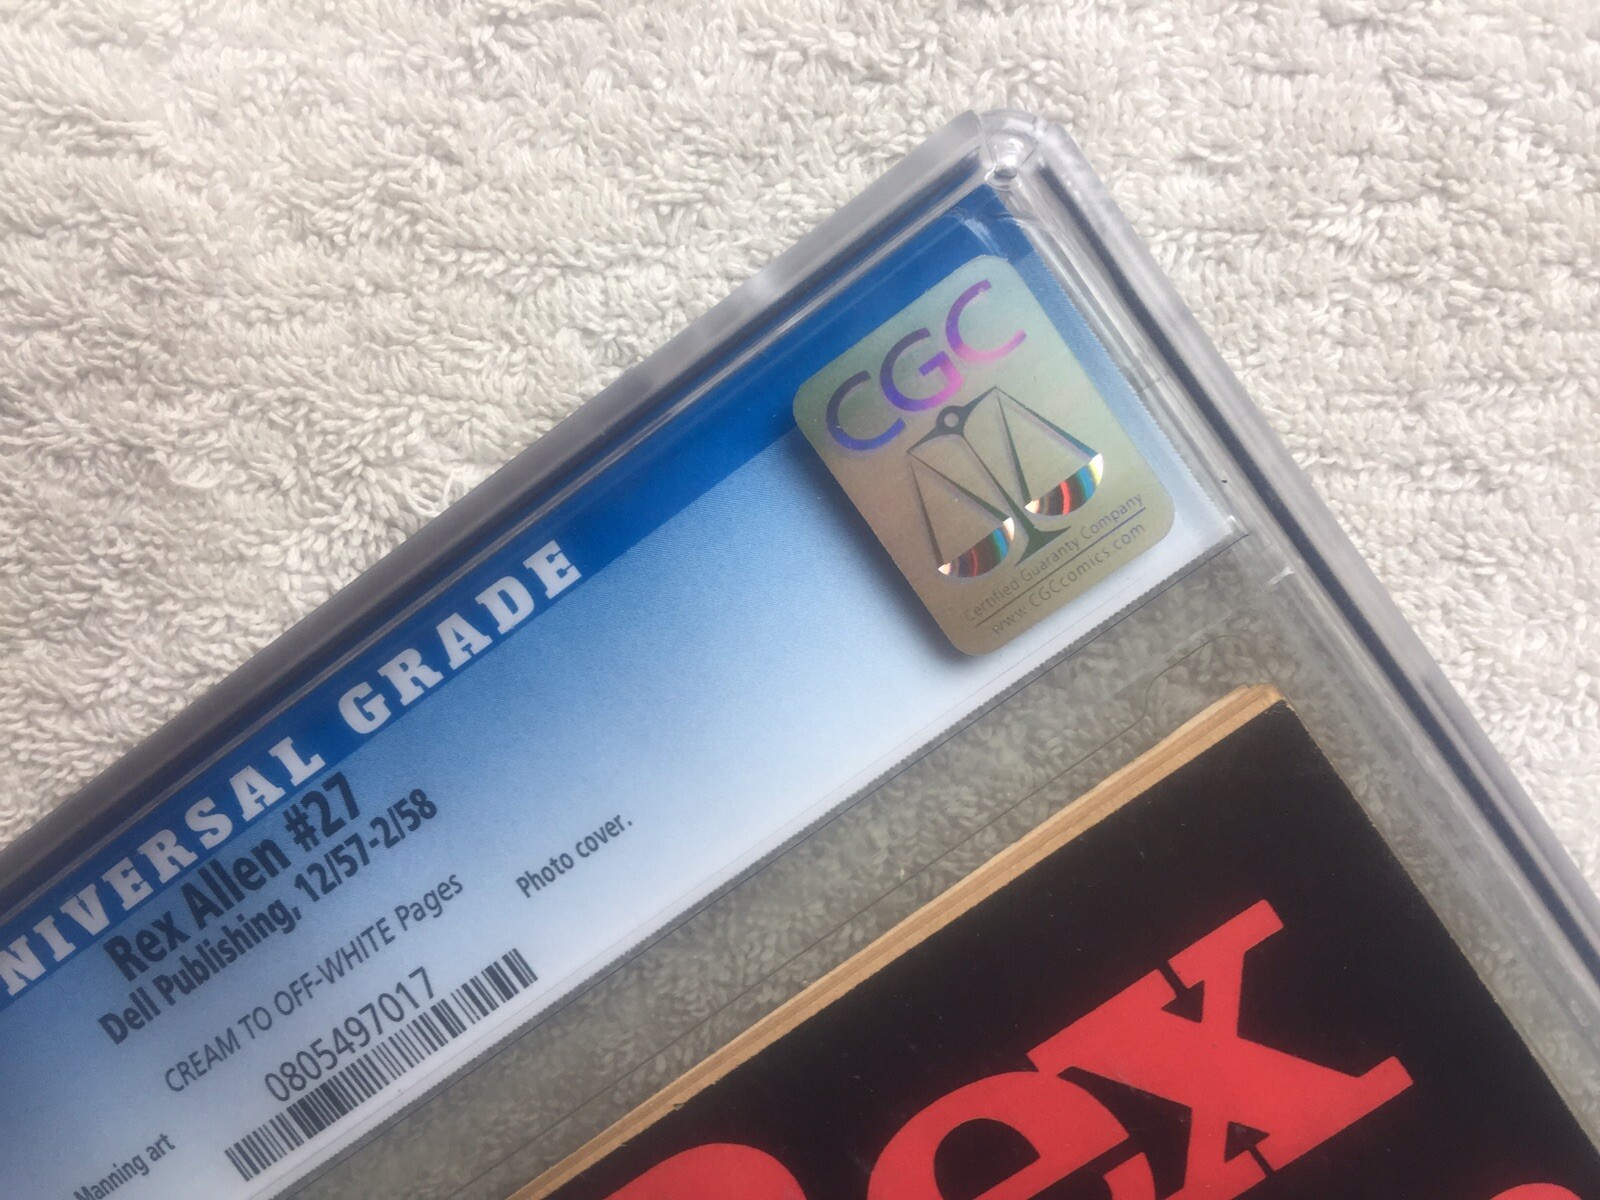 NIVERSAL GRADE
Rex Allen #27
Dell Publishing, 12/57-2/58
CREAM TO OFF-WHITE Pages
0805497017
Manning art
Photo cover.
CGC
Certified Guaranty Company
www.CGCcomics.com
Rex